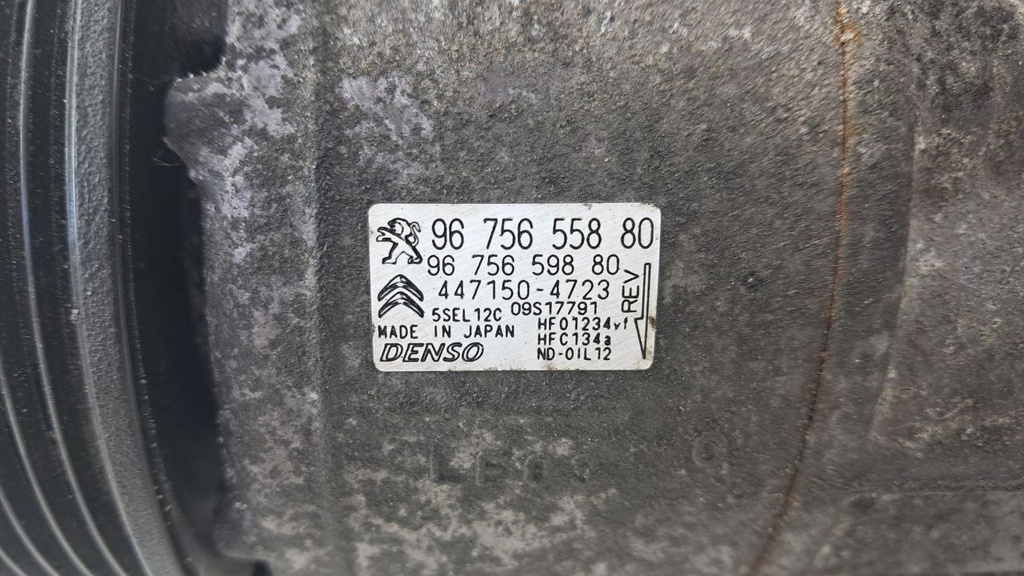 96 756 558 80
96 756 598 80
447150-4723
5SEL12C 09S17791
MADE IN JAPAN
DENSO
HFO1234yf
HFC134a
ND-OIL12
REV